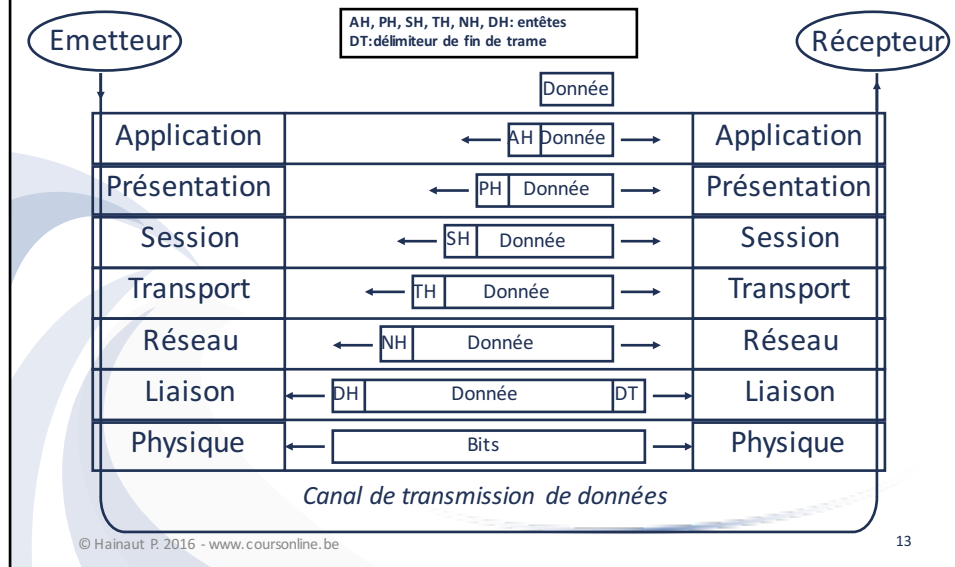 AH, PH, SH, TH, NH, DH: entêtes
DT:délimiteur de fin de trame
Emetteur
Récepteur
Donnée
Application
AH Donnée
Application
Présentation
PH Donnée
Présentation
Session
SH Donnée
Session
Transport
TH Donnée
Transport
Réseau
NH Donnée
Réseau
Liaison
DH Donnée DT
Liaison
Physique
Bits
Physique
Canal de transmission de données
© Hainaut P. 2016 - www.coursonline.be
13